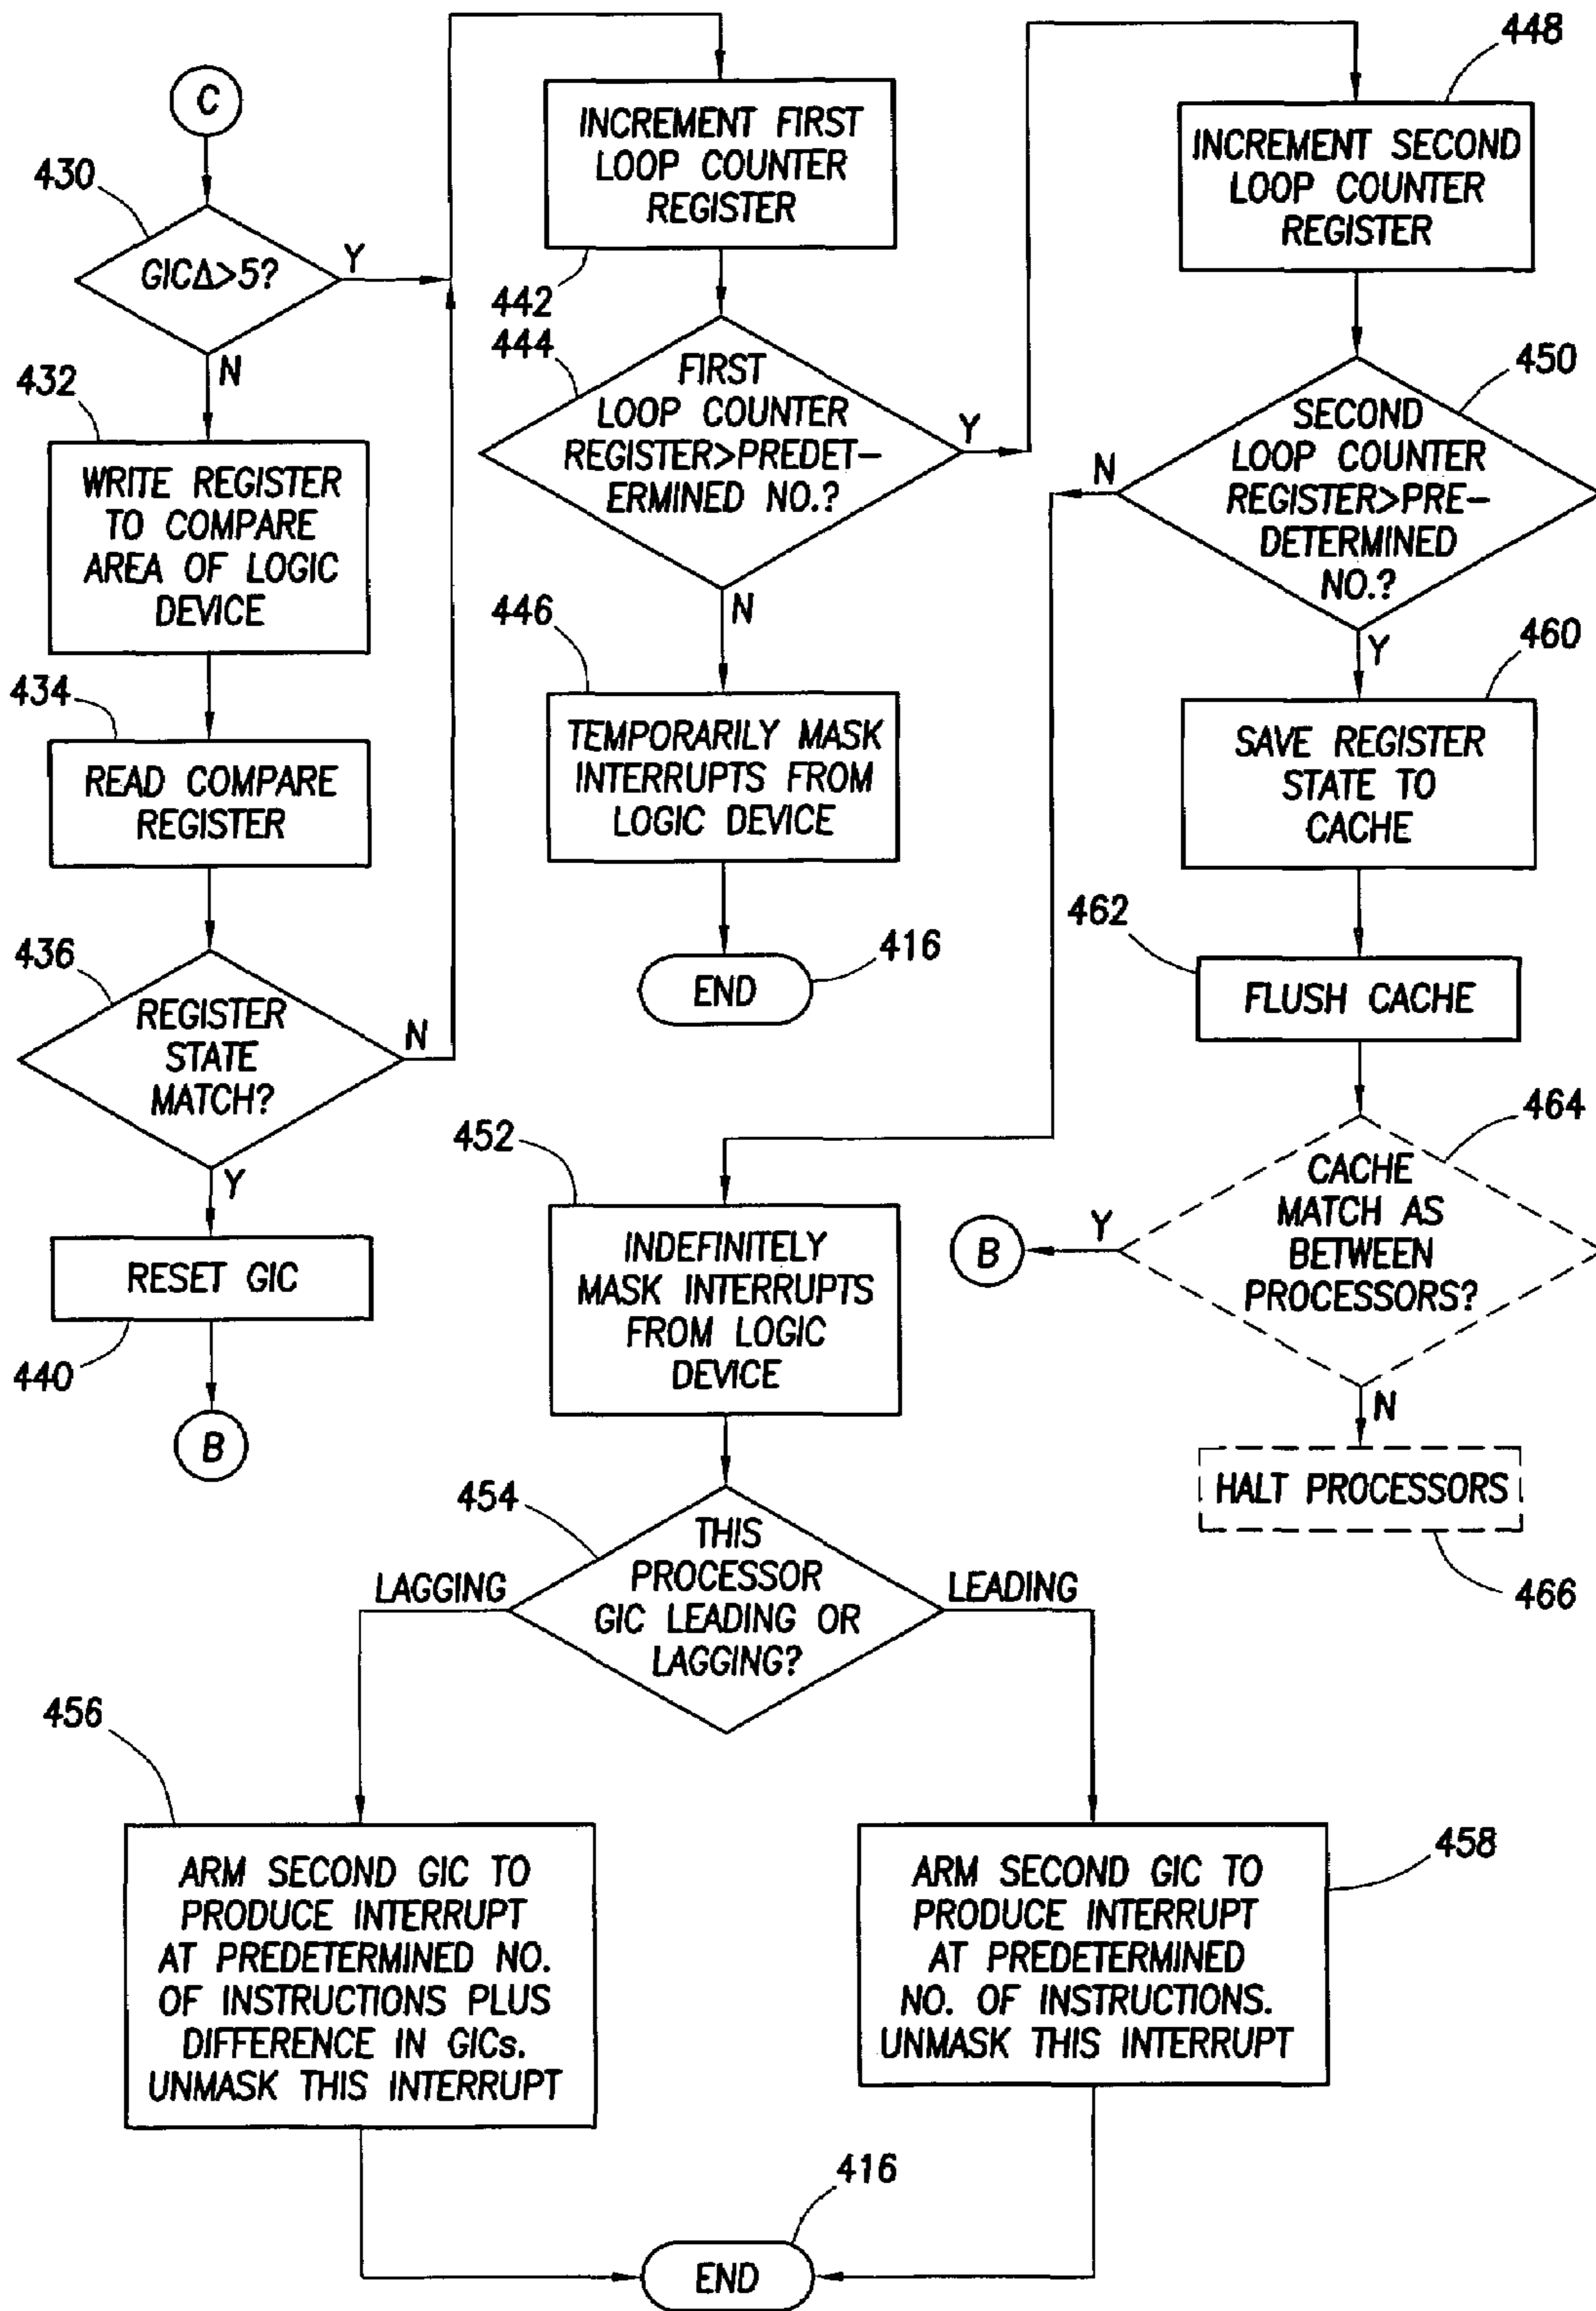 C
430
GICΔ>5?
Y
N
432
WRITE REGISTER
TO COMPARE
AREA OF LOGIC
DEVICE
434
READ COMPARE
REGISTER
436
REGISTER
STATE
MATCH?
N
Y
RESET GIC
440
B
INCREMENT FIRST
LOOP COUNTER
REGISTER
442
444
FIRST
LOOP COUNTER
REGISTER>PREDET-
ERMINED NO.?
Y
N
446
TEMPORARILY MASK
INTERRUPTS FROM
LOGIC DEVICE
416
END
448
INCREMENT SECOND
LOOP COUNTER
REGISTER
450
SECOND
LOOP COUNTER
REGISTER>PRE-
DETERMINED
NO.?
N
Y
460
SAVE REGISTER
STATE TO
CACHE
462
FLUSH CACHE
464
CACHE
MATCH AS
BETWEEN
PROCESSORS?
Y
B
N
HALT PROCESSORS
466
452
INDEFINITELY
MASK INTERRUPTS
FROM LOGIC
DEVICE
454
THIS
PROCESSOR
GIC LEADING OR
LAGGING?
LAGGING
LEADING
456
ARM SECOND GIC TO
PRODUCE INTERRUPT
AT PREDETERMINED NO.
OF INSTRUCTIONS PLUS
DIFFERENCE IN GICs.
UNMASK THIS INTERRUPT
458
ARM SECOND GIC TO
PRODUCE INTERRUPT
AT PREDETERMINED
NO. OF INSTRUCTIONS.
UNMASK THIS INTERRUPT
416
END